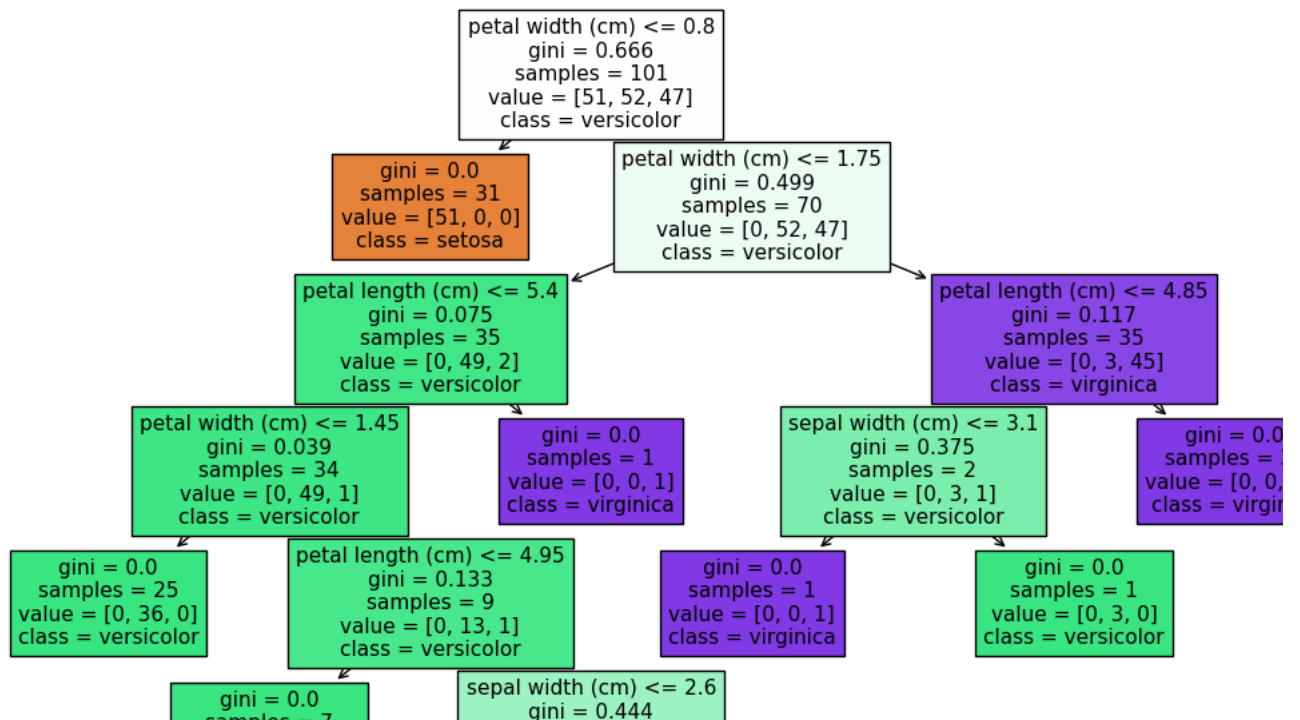 petal width (cm) <= 0.8
gini = 0.666
samples = 101
value = [51, 52, 47]
class = versicolor
gini = 0.0
samples = 31
value = [51, 0, 0]
class = setosa
petal width (cm) <= 1.75
gini = 0.499
samples = 70
value = [0, 52, 47]
class = versicolor
petal length (cm) <= 5.4
gini = 0.075
samples = 35
value = [0, 49, 2]
class = versicolor
petal length (cm) <= 4.85
gini = 0.117
samples = 35
value = [0, 3, 45]
class = virginica
petal width (cm) <= 1.45
gini = 0.039
samples = 34
value = [0, 49, 1]
class = versicolor
gini = 0.0
samples = 1
value = [0, 0, 1]
class = virginica
sepal width (cm) <= 3.1
gini = 0.375
samples = 2
value = [0, 3, 1]
class = versicolor
gini = 0.0
samples =
value = [0, 0,
class =
gini = 0.0
samples = 25
value = [0, 36, 0]
class = versicolor
petal length (cm) <= 4.95
gini = 0.133
samples = 9
value = [0, 13, 1]
class = versicolor
gini = 0.0
samples = 1
value = [0, 0, 1]
class = virginica
gini = 0.0
samples = 1
value = [0, 3, 0]
class = versicolor
gini = 0.0
samples = 7
sepal width (cm) <= 2.6
gini = 0.444